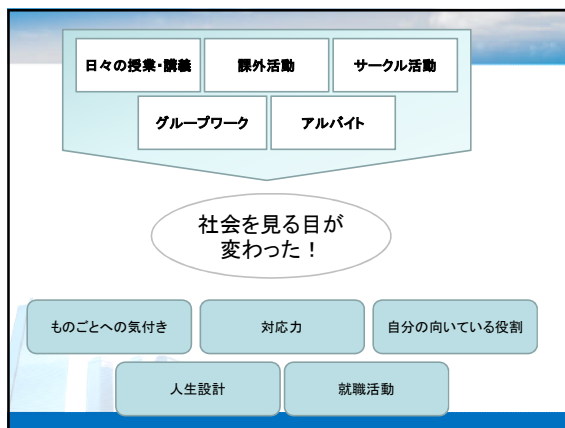 日々の授業・講義
課外活動
サークル活動
グループワーク
アルバイト
社会を見る目が
変わった！
ものごとへの気付き
対応力
自分の向いている役割
人生設計
就職活動